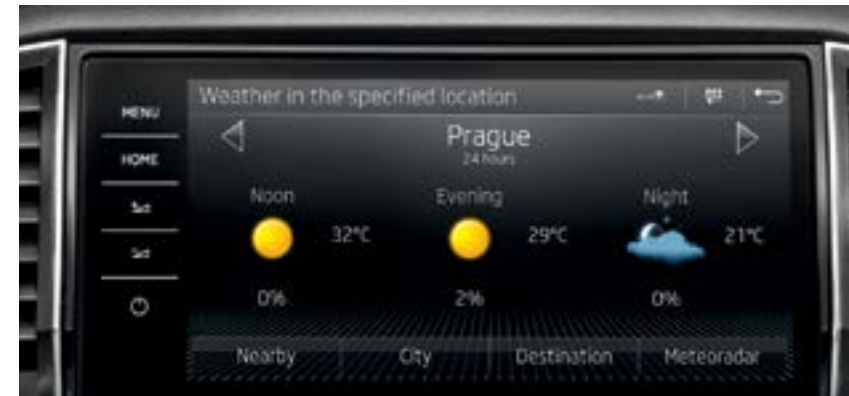 Weather in the specified location
MENU
Prague
24 hours
HOME
Noon Evening Night
32°C 29°C 21°C
0% 2% 0%
Nearby City Destination Meteoradar